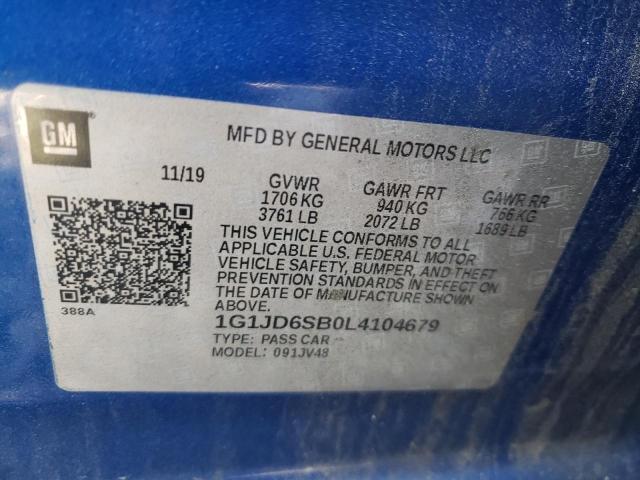 GM
MFD BY GENERAL MOTORS LLC
11/19
GVWR GAWR FRT GAWR RR
1706 KG 940 KG 766 KG
3761 LB 2072 LB 1689 LB
THIS VEHICLE CONFORMS TO ALL
APPLICABLE U.S. FEDERAL MOTOR
VEHICLE SAFETY, BUMPER, AND THEFT
PREVENTION STANDARDS IN EFFECT ON
THE DATE OF MANUFACTURE SHOWN
ABOVE.
388A
1G1JD6SB0L4104679
TYPE: PASS CAR
MODEL: 091JV48